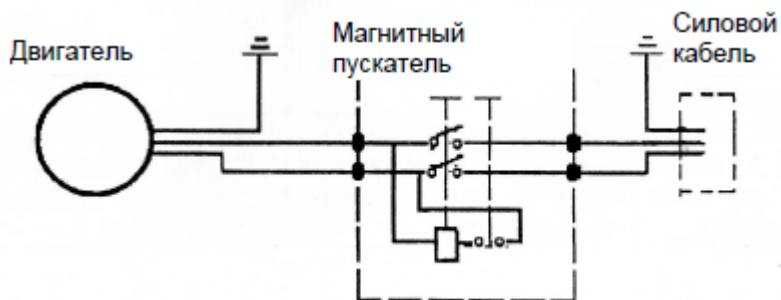 Двигатель
Магнитный
пускатель
Силовой
кабель